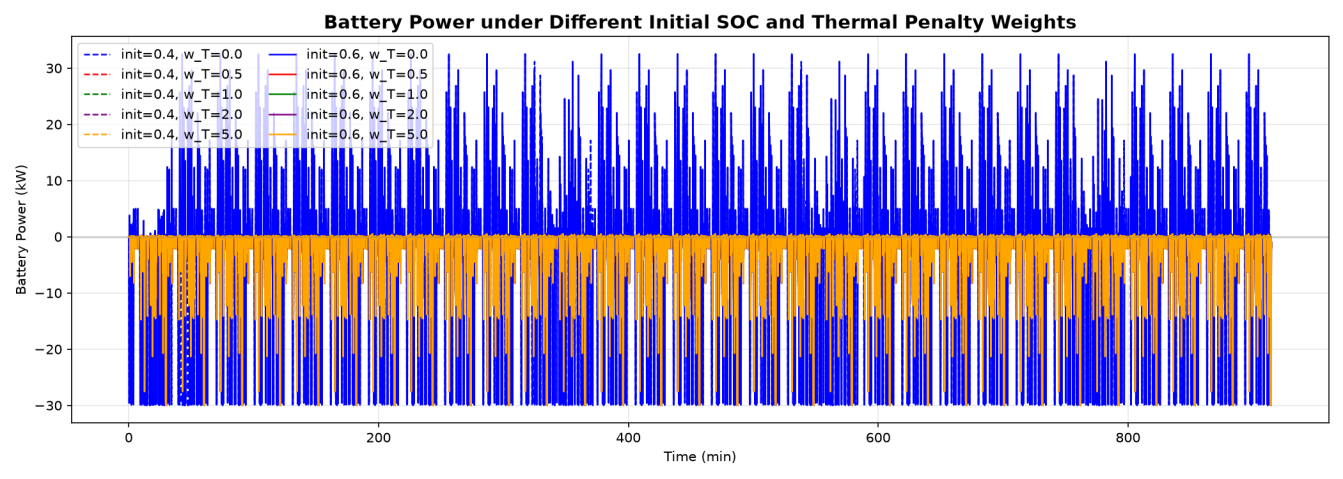 Battery Power under Different Initial SOC and Thermal Penalty Weights
init=0.4, w_T=0.0 init=0.6, w_T=0.0
init=0.4, w_T=0.5 init=0.6, w_T=0.5
init=0.4, w_T=1.0 init=0.6, w_T=1.0
init=0.4, w_T=2.0 init=0.6, w_T=2.0
init=0.4, w_T=5.0 init=0.6, w_T=5.0
Battery Power (kW)
30
20
10
0
−10
−20
−30
0 200 400 600 800
Time (min)